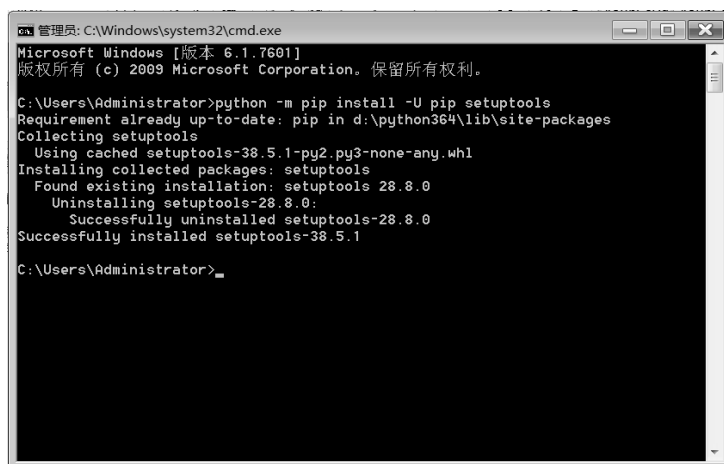 管理员: C:\Windows\system32\cmd.exe
Microsoft Windows [版本 6.1.7601]
版权所有 (c) 2009 Microsoft Corporation。保留所有权利。
C:\Users\Administrator>python -m pip install -U pip setuptools
Requirement already up-to-date: pip in d:\python364\lib\site-packages
Collecting setuptools
  Using cached setuptools-38.5.1-py2.py3-none-any.whl
Installing collected packages: setuptools
  Found existing installation: setuptools 28.8.0
    Uninstalling setuptools-28.8.0:
      Successfully uninstalled setuptools-28.8.0
Successfully installed setuptools-38.5.1
C:\Users\Administrator>_